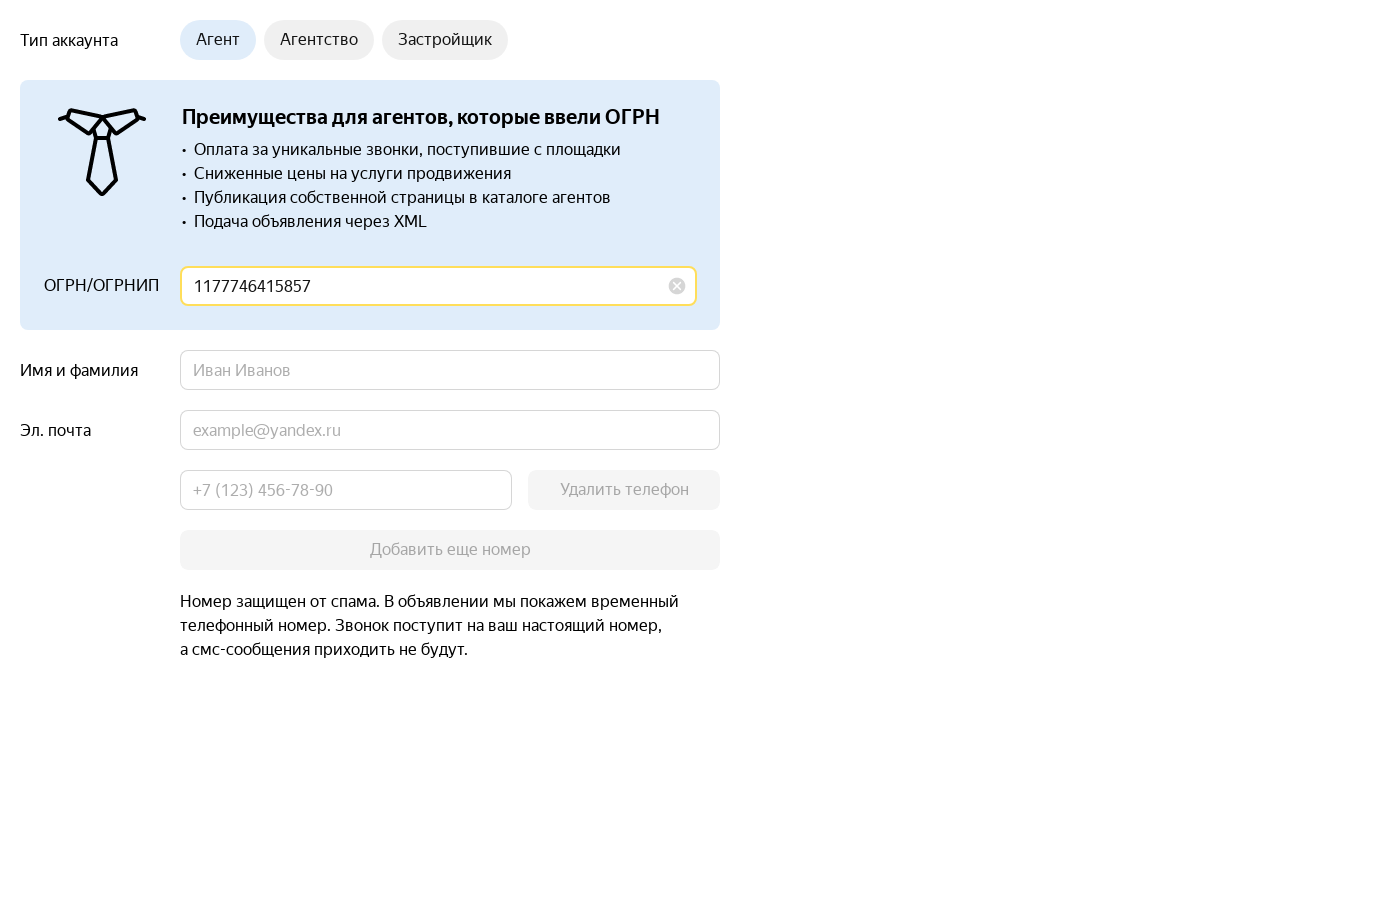 Тип аккаунта
Агент
Агентство
Застройщик
Преимущества для агентов, которые ввели ОГРН
• Оплата за уникальные звонки, поступившие с площадки
• Сниженные цены на услуги продвижения
• Публикация собственной страницы в каталоге агентов
• Подача объявления через XML
ОГРН/ОГРНИП
1177746415857
Имя и фамилия
Иван Иванов
Эл. почта
example@yandex.ru
+7 (123) 456-78-90
Удалить телефон
Добавить еще номер
Номер защищен от спама. В объявлении мы покажем временный
телефонный номер. Звонок поступит на ваш настоящий номер,
а смс-сообщения приходить не будут.